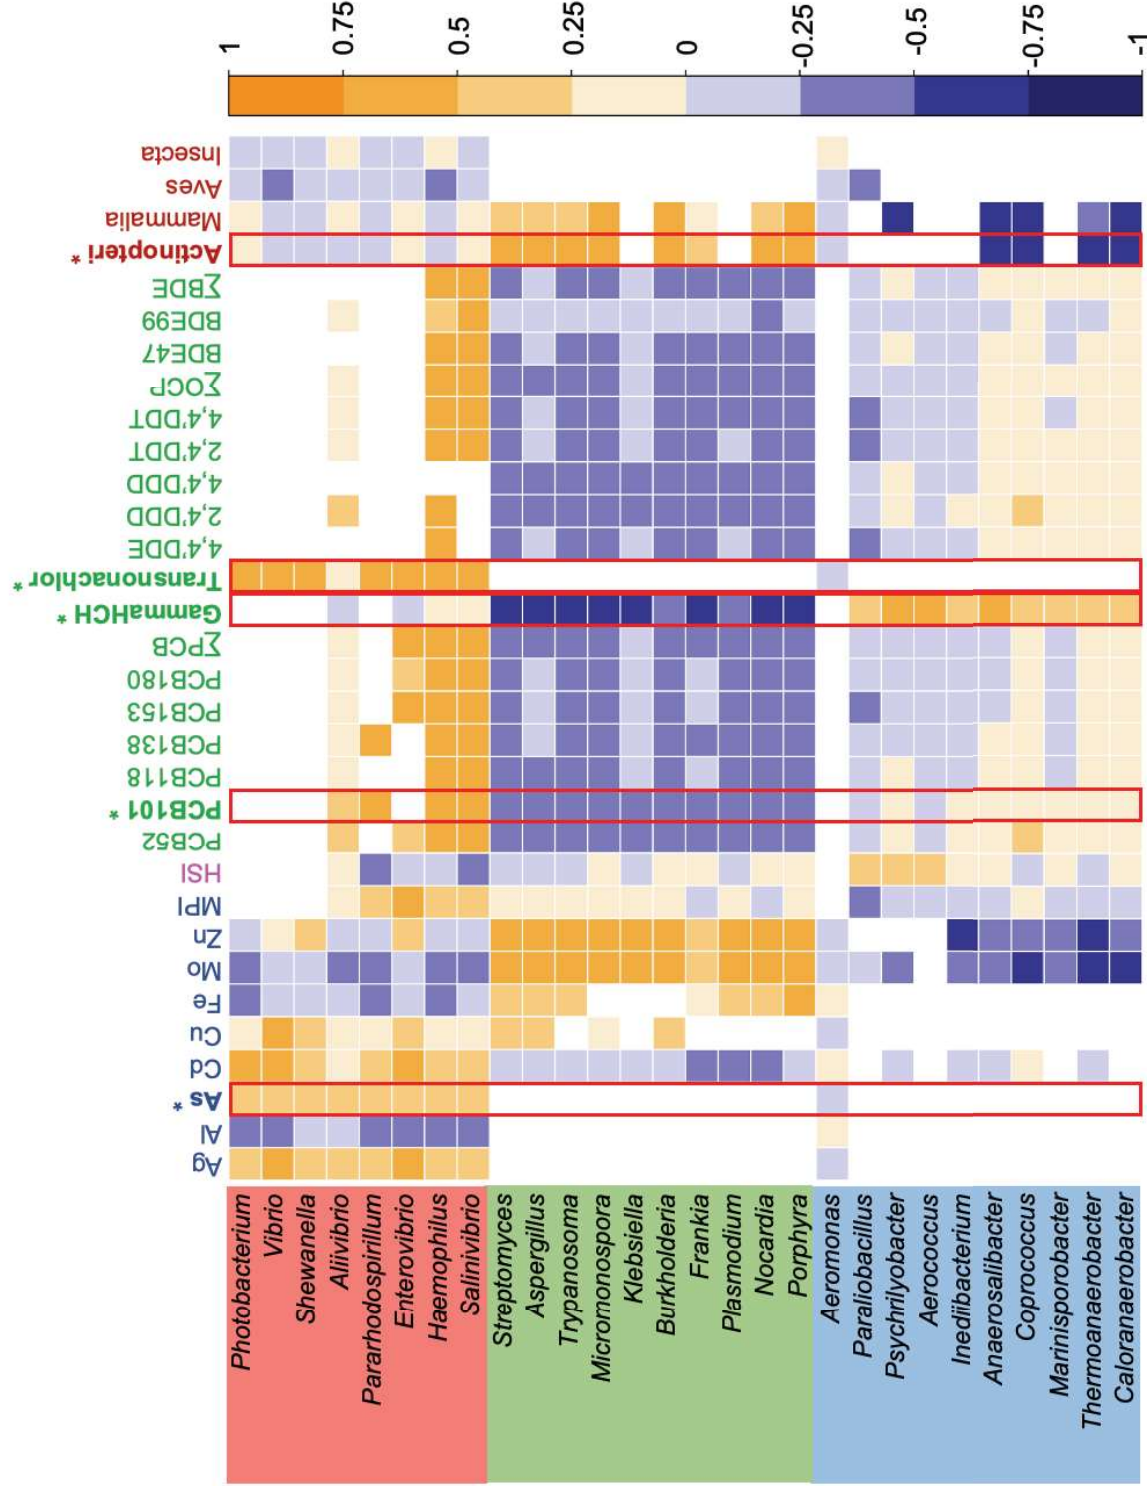 1
0.75
0.5
0.25
0
-0.25
-0.5
-0.75
-1
Insecta
Aves
Mammalia
Actinopteri *
∑BDE
BDE99
BDE47
∑OCP
4,4'DDT
2,4'DDT
4,4'DDD
2,4'DDD
4,4'DDE
Transnonachlor *
GammaHCH *
∑PCB
PCB180
PCB153
PCB138
PCB118
PCB101 *
PCB52
HSI
MPI
Zn
Mo
Fe
Cu
Cd
As *
Al
Ag
Photobacterium
Vibrio
Shewanella
Aliivibrio
Pararhodospirillum
Enterovibrio
Haemophilus
Salinivibrio
Streptomyces
Aspergillus
Trypanosoma
Micromonospora
Klebsiella
Burkholderia
Frankia
Plasmodium
Nocardia
Porphyra
Aeromonas
Paraliobacillus
Psychrilyobacter
Aerococcus
Inediibacterium
Anaerosalibacter
Coprococcus
Marinisporobacter
Thermoanaerobacter
Caloranaerobacter